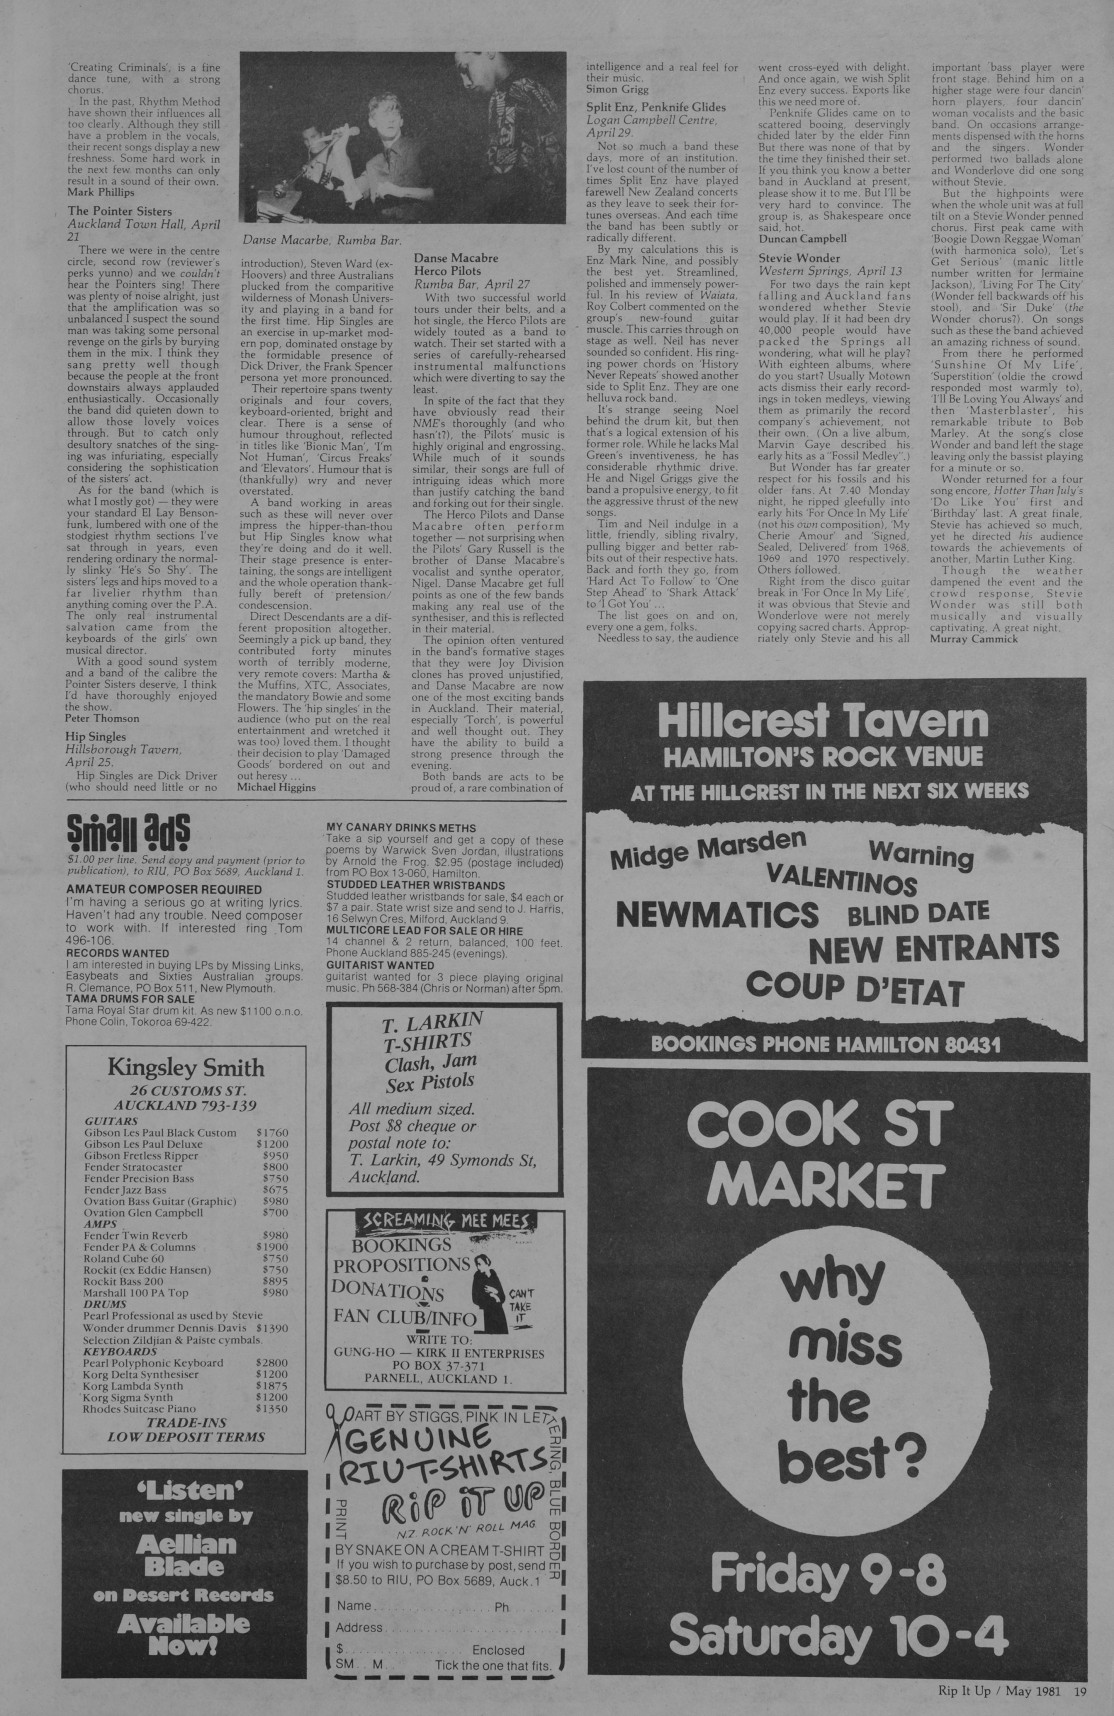 'Creating Criminals', is a fine
dance tune, with a strong
chorus.
In the past, Rhythm Method
have shown their influences all
too clearly. Although they still
have a problem in the vocals,
their recent songs display a new
freshness. Some hard work in
the next few months can only
result in a sound of their own.
Mark Phillips
The Pointer Sisters
Auckland Town Hall, April
21
There we were in the centre
circle, second row (reviewer's
perks yunno) and we couldn't
hear the Pointers sing! There
was plenty of noise alright, just
that the amplification was so
unbalanced I suspect the sound
man was taking some personal
revenge on the girls by burying
them in the mix. I think they
sang pretty well though
because the people at the front
downstairs always applauded
enthusiastically. Occasionally
the band did quieten down to
allow those lovely voices
through. But to catch only
desultory snatches of the sing-
ing was infuriating, especially
considering the sophistication
of the sisters' act.
As for the band (which is
what I mostly got) — they were
your standard El Lay Benson-
funk, lumbered with one of the
stodgiest rhythm sections I've
sat through in years, even
rendering ordinary the normal-
ly slinky 'He's So Shy'. The
sisters' legs and hips moved to a
far livelier rhythm than
anything coming over the P.A.
The only real instrumental
salvation came from the
keyboards of the girls' own
musical director.
With a good sound system
and a band of the calibre the
Pointer Sisters deserve, I think
I'd have thoroughly enjoyed
the show.
Peter Thomson
Hip Singles
Hillsborough Tavern,
April 25.
Hip Singles are Dick Driver
(who should need little or no
Danse Macarbe, Rumba Bar.
introduction), Steven Ward (ex-
Hoovers) and three Australians
plucked from the comparitive
wilderness of Monash Univers-
ity and playing in a band for
the first time. Hip Singles are
an exercise in up-market mod-
ern pop, dominated onstage by
the formidable presence of
Dick Driver, the Frank Spencer
persona yet more pronounced.
Their repertoire spans twenty
originals and four covers,
keyboard-oriented, bright and
clear. There is a sense of
humour throughout, reflected
in titles like 'Bionic Man', 'I'm
Not Human', 'Circus Freaks'
and 'Elevators'. Humour that is
(thankfully) wry and never
overstated.
A band working in areas
such as these will never over
impress the hipper-than-thou
but Hip Singles know what
they're doing and do it well.
Their stage presence is enter-
taining, the songs are intelligent
and the whole operation thank-
fully bereft of pretension/
condescension.
Direct Descendants are a dif-
ferent proposition altogether.
Seemingly a pick up band, they
contributed forty minutes
worth of terribly moderne,
very remote covers: Martha &
the Muffins, XTC, Associates,
the mandatory Bowie and some
Flowers. The 'hip singles' in the
audience (who put on the real
entertainment and wretched it
was too) loved them. I thought
their decision to play 'Damaged
Goods' bordered on out and
out heresy ...
Michael Higgins
Danse Macabre
Herco Pilots
Rumba Bar, April 27
With two successful world
tours under their belts, and a
hot single, the Herco Pilots are
widely touted as a band to
watch. Their set started with a
series of carefully-rehearsed
instrumental malfunctions
which were diverting to say the
least.
In spite of the fact that they
have obviously read their
NME's thoroughly (and who
hasn't?), the Pilots' music is
highly original and engrossing.
While much of it sounds
similar, their songs are full of
intriguing ideas which more
than justify catching the band
and forking out for their single.
The Herco Pilots and Danse
Macabre often perform
together — not surprising when
the Pilots' Gary Russell is the
brother of Danse Macabre's
vocalist and synthe operator,
Nigel. Danse Macabre get full
points as one of the few bands
making any real use of the
synthesiser, and this is reflected
in their material.
The opinion often ventured
in the band's formative stages
that they were Joy Division
clones has proved unjustified,
and Danse Macabre are now
one of the most exciting bands
in Auckland. Their material,
especially 'Torch', is powerful
and well thought out. They
have the ability to build a
strong presence through the
evening.
Both bands are acts to be
proud of, a rare combination of
intelligence and a real feel for
their music.
Simon Grigg
Split Enz, Penknife Glides
Logan Campbell Centre,
April 29.
Not so much a band these
days, more of an institution.
I've lost count of the number of
times Split Enz have played
farewell New Zealand concerts
as they leave to seek their for-
tunes overseas. And each time
the band has been subtly or
radically different.
By my calculations this is
Enz Mark Nine, and possibly
the best yet. Streamlined,
polished and immensely power-
ful. In his review of Waiata,
Roy Colbert commented on the
group's new-found guitar
muscle. This carries through on
stage as well. Neil has never
sounded so confident. His ring-
ing power chords on 'History
Never Repeats' showed another
side to Split Enz. They are one
helluva rock band.
It's strange seeing Noel
behind the drum kit, but then
that's a logical extension of his
former role. While he lacks Mal
Green's inventiveness, he has
considerable rhythmic drive.
He and Nigel Griggs give the
band a propulsive energy, to fit
the aggressive thrust of the new
songs.
Tim and Neil indulge in a
little, friendly, sibling rivalry,
pulling bigger and better rab-
bits out of their respective hats.
Back and forth they go, from
'Hard Act To Follow' to 'One
Step Ahead' to 'Shark Attack'
to 'I Got You' ...
The list goes on and on,
every one a gem, folks.
Needless to say, the audience
went cross-eyed with delight.
And once again, we wish Split
Enz every success. Exports like
this we need more of.
Penknife Glides came on to
scattered booing, deservingly
chided later by the elder Finn
But there was none of that by
the time they finished their set.
If you think you know a better
band in Auckland at present,
please show it to me. But I'll be
very hard to convince. The
group is, as Shakespeare once
said, hot.
Duncan Campbell
Stevie Wonder
Western Springs, April 13
For two days the rain kept
falling and Auckland fans
wondered whether Stevie
would play. If it had been dry
40,000 people would have
packed the Springs all
wondering, what will he play?
With eighteen albums, where
do you start? Usually Motown
acts dismiss their early record-
ings in token medleys, viewing
them as primarily the record
company's achievement, not
their own. (On a live album,
Marvin Gaye described his
early hits as a "Fossil Medley".)
But Wonder has far greater
respect for his fossils and his
older fans. At 7.40 Monday
night, he ripped gleefully into
early hits 'For Once In My Life'
(not his own composition), 'My
Cherie Amour' and 'Signed,
Sealed, Delivered' from 1968,
1969 and 1970 respectively.
Others followed.
Right from the disco guitar
break in 'For Once In My Life',
it was obvious that Stevie and
Wonderlove were not merely
copying sacred charts. Approp-
riately only Stevie and his all
important bass player were
front stage. Behind him on a
higher stage were four dancin'
horn players, four dancin'
woman vocalists and the basic
band. On occasions arrange-
ments dispensed with the horns
and the singers. Wonder
performed two ballads alone
and Wonderlove did one song
without Stevie.
But the highpoints were
when the whole unit was at full
tilt on a Stevie Wonder penned
chorus. First peak came with
'Boogie Down Reggae Woman'
(with harmonica solo), 'Let's
Get Serious' (meaning little
number written for Jermaine
Jackson), 'Living For The City'
(Wonder fell backwards off his
stool), and 'Sir Duke' (the
Wonder chorus?). On songs
such as these the band achieved
an amazing richness of sound.
From there he performed
'Sunshine Of My Life',
'Superstition' (oldie the crowd
responded most warmly to),
'I'll Be Loving You Always' and
then 'Masterblaster', his
remarkable tribute to Bob
Marley. At the song's close
Wonder and band left the stage
leaving only the bassist playing
for a minute or so.
Wonder returned for a four
song encore, Hotter Than July's
'Do Like You' first and
'Birthday' last. A great finale,
Stevie has achieved so much,
yet he directed his audience
towards the achievements of
another, Martin Luther King.
Though the weather
dampened the event and the
crowd response, Stevie
Wonder was still both
musically and visually
captivating. A great night.
Murray Cammick
small ads
$1.00 per line. Send copy and payment (prior to
publication), to RIU, PO Box 5689, Auckland 1.
AMATEUR COMPOSER REQUIRED
I'm having a serious go at writing lyrics.
Haven't had any trouble. Need composer
to work with. If interested ring Tom
496-106.
RECORDS WANTED
I am interested in buying LPs by Missing Links,
Easybeats and Sixties Australian groups.
R. Clemance, PO Box 511, New Plymouth.
TAMA DRUMS FOR SALE
Tama Royal Star drum kit. As new $1100 o.n.o.
Phone Colin, Tokoroa 69-422.
MY CANARY DRINKS METHS
Take a sip yourself and get a copy of these
poems by Warwick Sven Jordan, illustrations
by Arnold the Frog. $2.95 (postage included)
from PO Box 13-060, Hamilton.
STUDDED LEATHER WRISTBANDS
Studded leather wristbands for sale, $4 each or
$7 a pair. State wrist size and send to J. Harris,
16 Selwyn Cres, Milford, Auckland 9.
MULTICORE LEAD FOR SALE OR HIRE
14 channel & 2 return, balanced, 100 feet.
Phone Auckland 885-245 (evenings).
GUITARIST WANTED
guitarist wanted for 3 piece playing original
music. Ph 568-384 (Chris or Norman) after 5pm.
Kingsley Smith
26 CUSTOMS ST.
AUCKLAND 793-139
GUITARS
Gibson Les Paul Black Custom $1760
Gibson Les Paul Deluxe $1200
Gibson Fretless Ripper $950
Fender Stratocaster $800
Fender Precision Bass $750
Fender Jazz Bass $675
Ovation Bass Guitar (Graphic) $980
Ovation Glen Campbell $700
AMPS
Fender Twin Reverb $980
Fender PA & Columns $1900
Roland Cube 60 $750
Rockit (ex Eddie Hansen) $750
Rockit Bass 200 $895
Marshall 100 PA Top $980
DRUMS
Pearl Professional as used by Stevie
Wonder drummer Dennis Davis $1390
Selection Zildjian & Paiste cymbals.
KEYBOARDS
Pearl Polyphonic Keyboard $2800
Korg Delta Synthesiser $1200
Korg Lambda Synth $1875
Korg Sigma Synth $1200
Rhodes Suitcase Piano $1350
TRADE-INS
LOW DEPOSIT TERMS
'Listen'
new single by
Aellian
Blade
on Desert Records
Available
Now!
T. LARKIN
T-SHIRTS
Clash, Jam
Sex Pistols
All medium sized.
Post $8 cheque or
postal note to:
T. Larkin, 49 Symonds St,
Auckland.
SCREAMING MEE MEES
BOOKINGS
PROPOSITIONS
DONATIONS
FAN CLUB/INFO
CAN'T
TAKE
IT
WRITE TO:
GUNG-HO — KIRK II ENTERPRISES
PO BOX 37-371
PARNELL, AUCKLAND 1.
ART BY STIGGS, PINK IN LETTERING, BLUE BORDER
GENUINE
RIU T-SHIRTS
RIP IT UP
N.Z. ROCK 'N' ROLL MAG.
PRINT
BY SNAKE ON A CREAM T-SHIRT
If you wish to purchase by post, send
$8.50 to RIU, PO Box 5689, Auck.1
Name Ph
Address
$ Enclosed
SM M Tick the one that fits.
Hillcrest Tavern
HAMILTON'S ROCK VENUE
AT THE HILLCREST IN THE NEXT SIX WEEKS
Midge Marsden Warning
VALENTINOS
NEWMATICS BLIND DATE
NEW ENTRANTS
COUP D'ETAT
BOOKINGS PHONE HAMILTON 80431
COOK ST
MARKET
why
miss
the
best?
Friday 9-8
Saturday 10-4
Rip It Up / May 1981 19